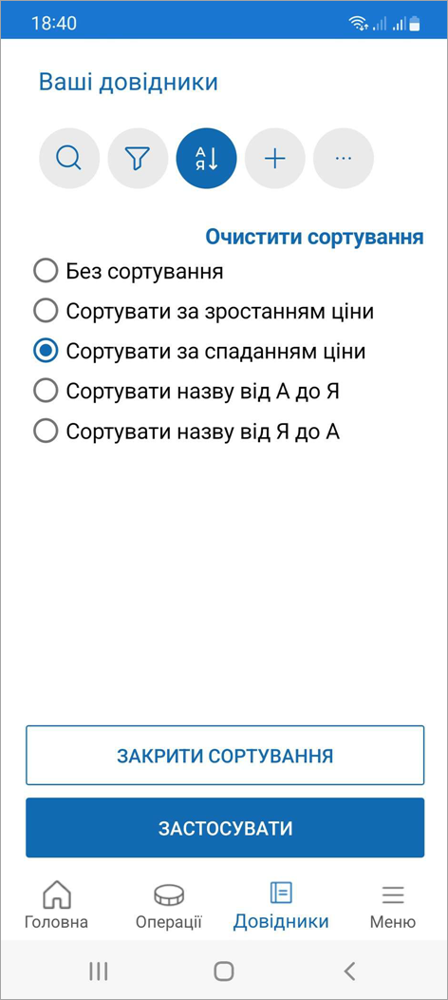 18:40
Ваші довідники
А
Я
Очистити сортування
Без сортування
Сортувати за зростанням ціни
Сортувати за спаданням ціни
Сортувати назву від А до Я
Сортувати назву від Я до А
ЗАКРИТИ СОРТУВАННЯ
ЗАСТОСУВАТИ
Головна Операції Довідники Меню